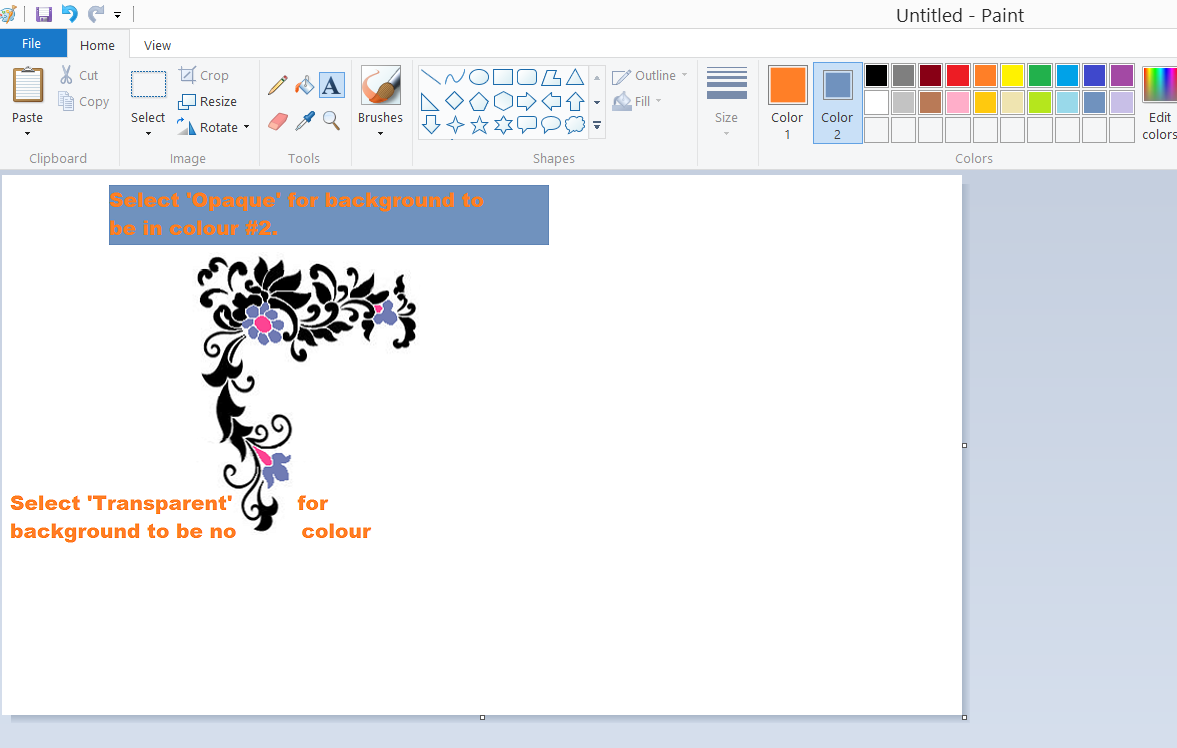 Untitled - Paint
File Home View
Paste
Cut
Copy
Clipboard
Select
Crop
Resize
Rotate
Image
A
Tools
Brushes
Outline
Fill
Shapes
Size
Color
1
Color
2
Edit
colors
Colors
Select 'Opaque' for background to
be in colour #2.
Select 'Transparent' for
background to be no colour